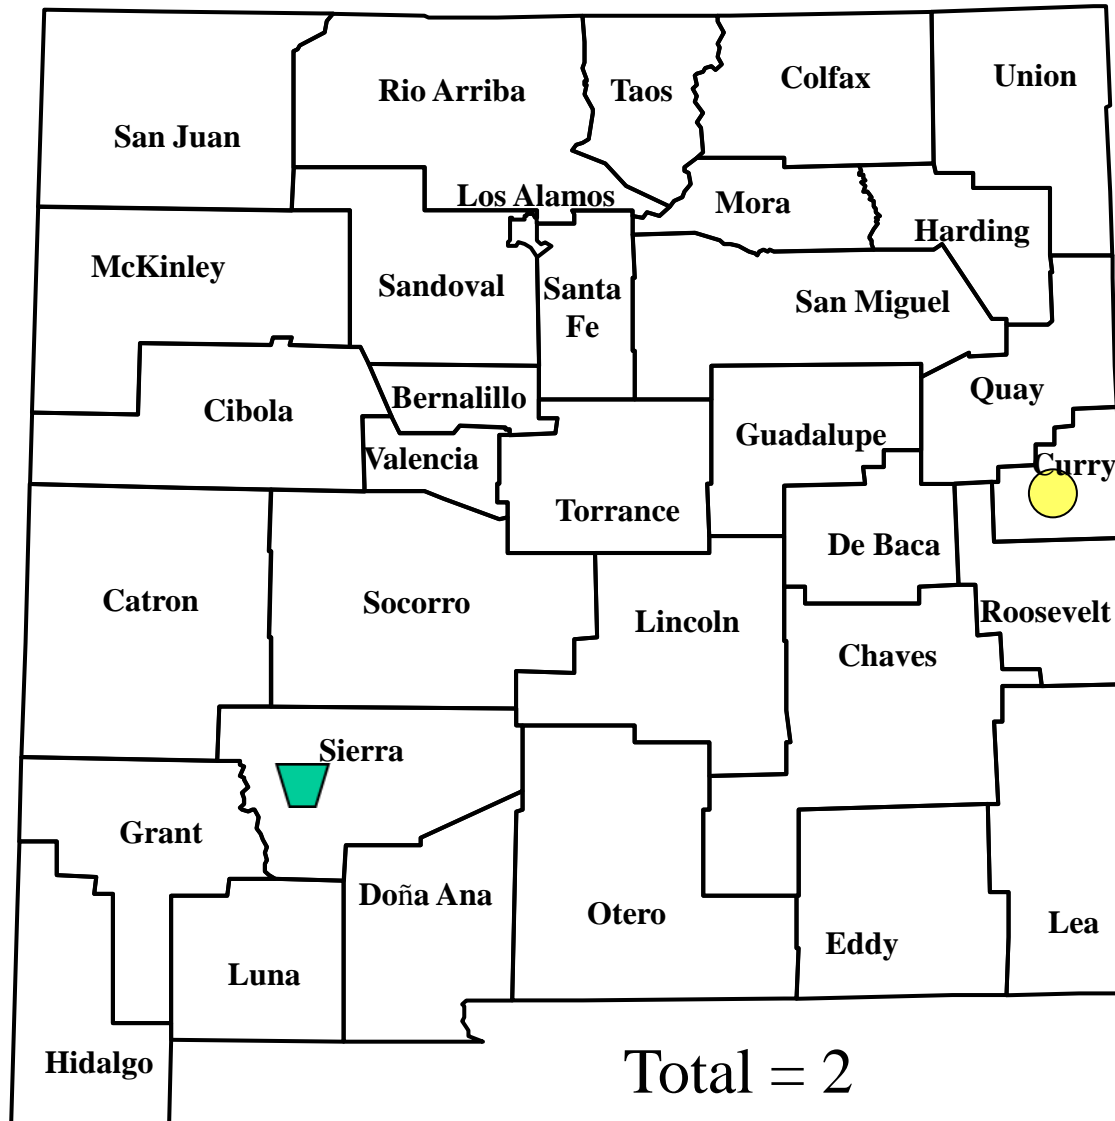 Rio Arriba
Taos
Colfax
Union
San Juan
Los Alamos
Mora
Harding
McKinley
Sandoval
Santa
Fe
San Miguel
Cibola
Bernalillo
Quay
Guadalupe
Valencia
Curry
Torrance
De Baca
Catron
Socorro
Lincoln
Roosevelt
Chaves
Sierra
Grant
Doña Ana
Otero
Eddy
Lea
Luna
Hidalgo
Total = 2